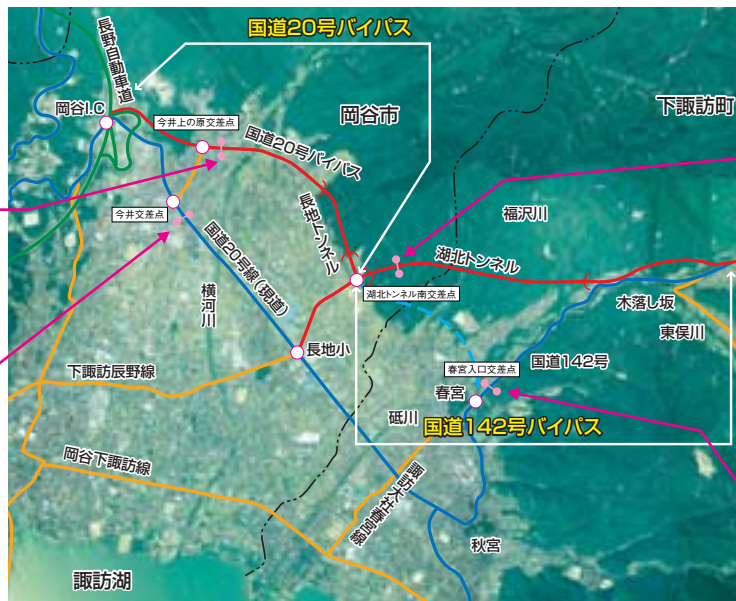 国道20号バイパス
長野自動車道
岡谷I.C
今井上の原交差点
国道20号バイパス
岡谷市
下諏訪町
今井交差点
国道20号線（現道）
長地トンネル
福沢川
湖北トンネル
横河川
湖北トンネル南交差点
木落し坂
東俣川
長地小
下諏訪辰野線
春宮入口交差点
国道142号
春宮
砥川
国道142号バイパス
岡谷下諏訪線
諏訪大社春宮線
秋宮
諏訪湖